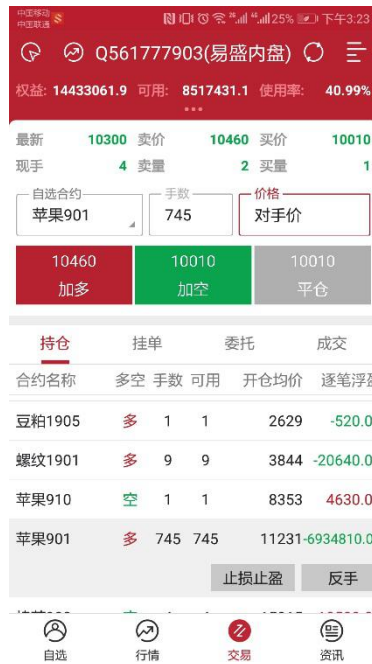 中国移动
中国联通
25% 下午3:23
Q561777903(易盛内盘)
权益: 14433061.9 可用: 8517431.1 使用率: 40.99%
最新 10300 卖价 10460 买价 10010
现手 4 卖量 2 买量 1
自选合约 手数 价格
苹果901 745 对手价
10460 10010 10010
加多 加空 平仓
持仓 挂单 委托 成交
合约名称 多空 手数 可用 开仓均价 逐笔浮盈
豆粕1905 多 1 1 2629 -520.0
螺纹1901 多 9 9 3844 -20640.0
苹果910 空 1 1 8353 4630.0
苹果901 多 745 745 11231 -6934810.0
止损止盈 反手
自选 行情 交易 资讯